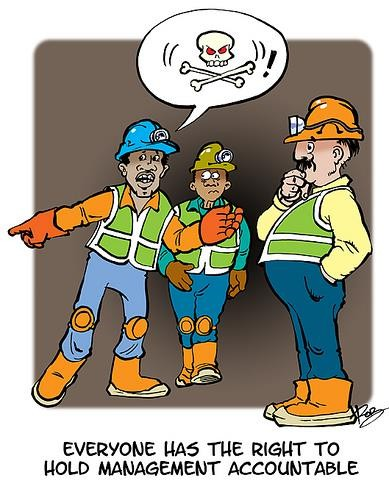 !
EVERYONE HAS THE RIGHT TO
HOLD MANAGEMENT ACCOUNTABLE